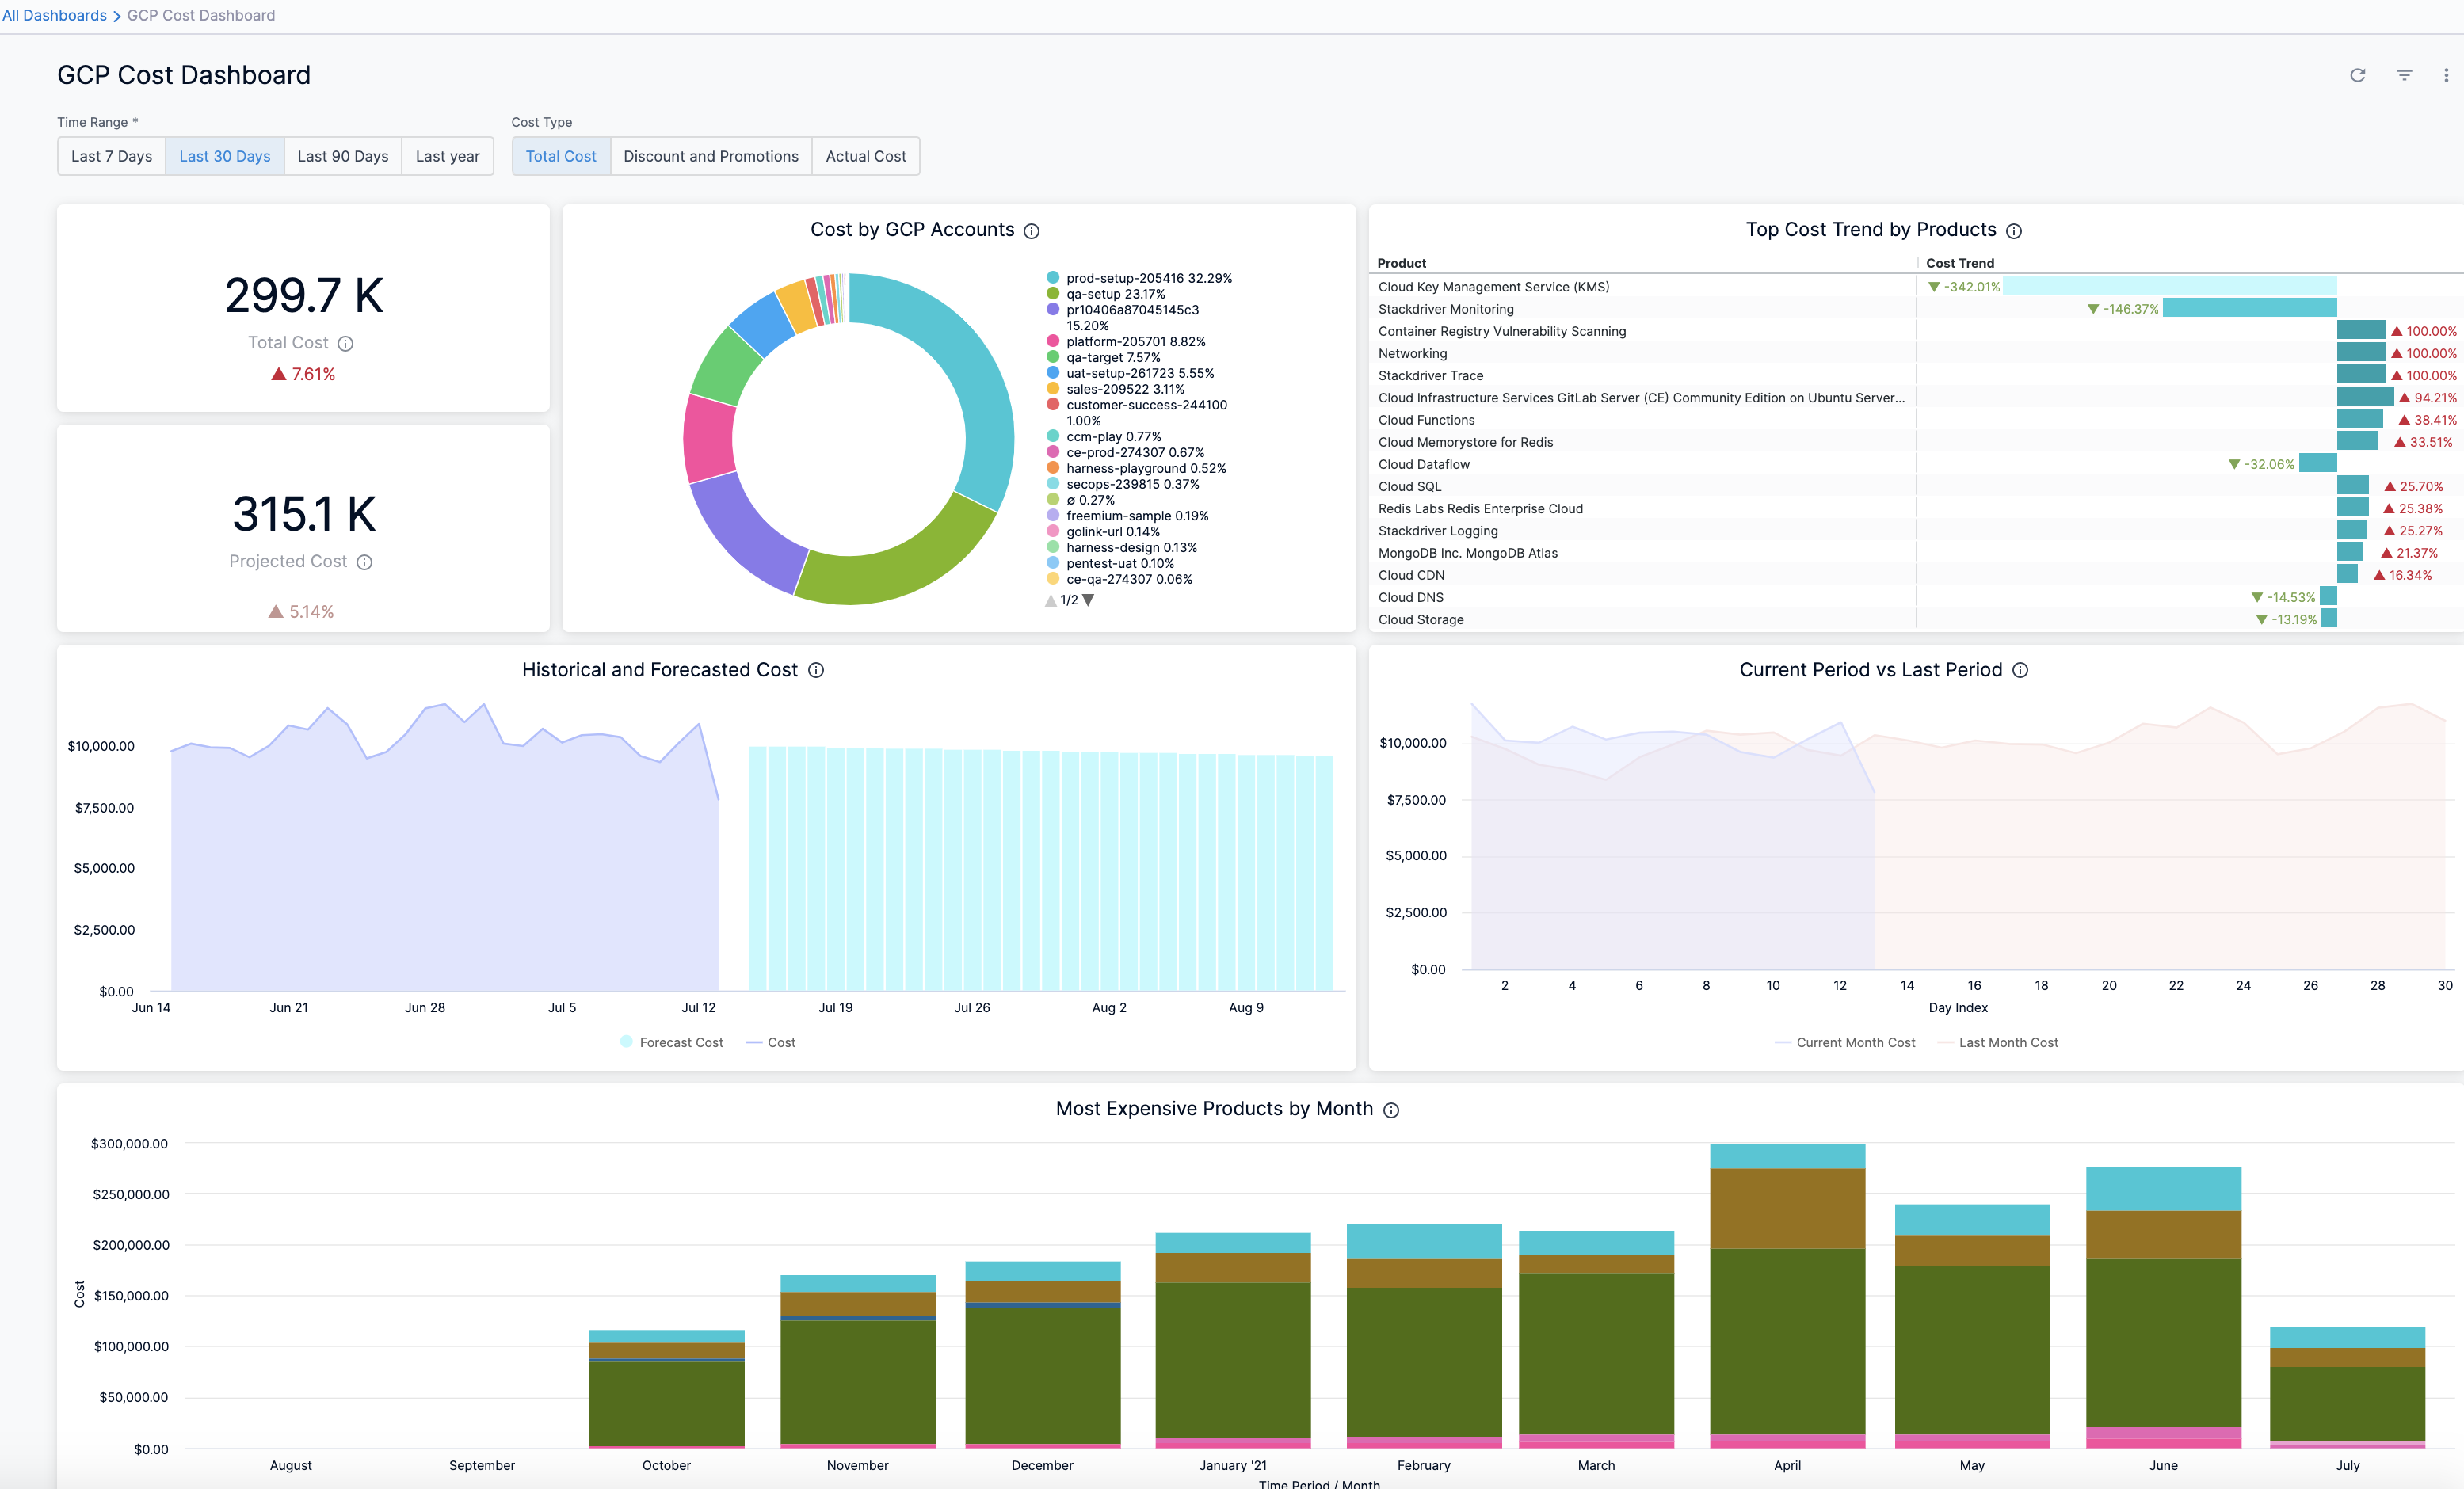 All Dashboards > GCP Cost Dashboard
GCP Cost Dashboard
Time Range *
Last 7 Days
Last 30 Days
Last 90 Days
Last year
Cost Type
Total Cost
Discount and Promotions
Actual Cost
299.7 K
Total Cost
▲ 7.61%
315.1 K
Projected Cost
▲ 5.14%
Cost by GCP Accounts
prod-setup-205416 32.29%
qa-setup 23.17%
pr10406a87045145c3
15.20%
platform-205701 8.82%
qa-target 7.57%
uat-setup-261723 5.55%
sales-209522 3.11%
customer-success-244100
1.00%
ccm-play 0.77%
ce-prod-274307 0.67%
harness-playground 0.52%
secops-239815 0.37%
ø 0.27%
freemium-sample 0.19%
golink-url 0.14%
harness-design 0.13%
pentest-uat 0.10%
ce-qa-274307 0.06%
▲ 1/2 ▼
Top Cost Trend by Products
Product Cost Trend
Cloud Key Management Service (KMS) ▼ -342.01%
Stackdriver Monitoring ▼ -146.37%
Container Registry Vulnerability Scanning ▲ 100.00%
Networking ▲ 100.00%
Stackdriver Trace ▲ 100.00%
Cloud Infrastructure Services GitLab Server (CE) Community Edition on Ubuntu Server... ▲ 94.21%
Cloud Functions ▲ 38.41%
Cloud Memorystore for Redis ▲ 33.51%
Cloud Dataflow ▼ -32.06%
Cloud SQL ▲ 25.70%
Redis Labs Redis Enterprise Cloud ▲ 25.38%
Stackdriver Logging ▲ 25.27%
MongoDB Inc. MongoDB Atlas ▲ 21.37%
Cloud CDN ▲ 16.34%
Cloud DNS ▼ -14.53%
Cloud Storage ▼ -13.19%
Historical and Forecasted Cost
$10,000.00
$7,500.00
$5,000.00
$2,500.00
$0.00
Jun 14 Jun 21 Jun 28 Jul 5 Jul 12 Jul 19 Jul 26 Aug 2 Aug 9
Forecast Cost Cost
Current Period vs Last Period
$10,000.00
$7,500.00
$5,000.00
$2,500.00
$0.00
2 4 6 8 10 12 14 16 18 20 22 24 26 28 30
Day Index
Current Month Cost Last Month Cost
Most Expensive Products by Month
Cost
$300,000.00
$250,000.00
$200,000.00
$150,000.00
$100,000.00
$50,000.00
$0.00
August September October November December January '21 February March April May June July
Time Period / Month